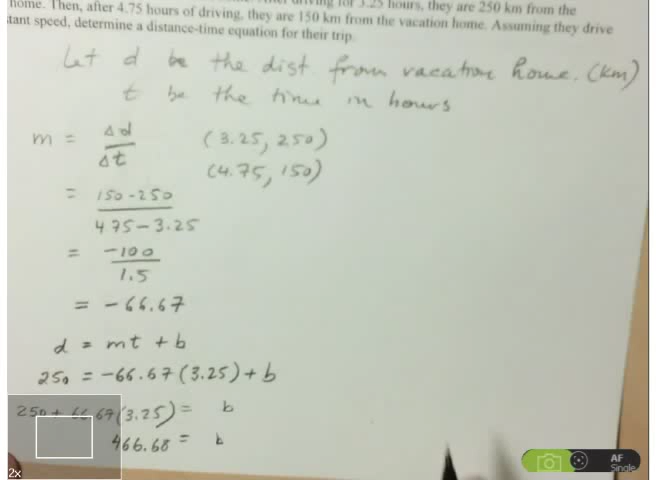 home. Then, after 4.75 hours of driving, they are 150 km from the vacation home. Assuming they drive
tant speed, determine a distance-time equation for their trip.
Let d be the dist. from vacation home. (km)
t be the time in hours
m = Δd/Δt (3.25, 250)
(4.75, 150)
= 150-250 / 4.75-3.25
= -100 / 1.5
= -66.67
d = mt + b
250 = -66.67(3.25)+b
250 + 66.67(3.25) = b
466.68 = b
2x
AF
Single